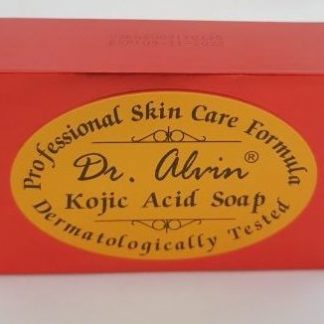 Professional Skin Care Formula
Dr. Alvin®
Kojic Acid Soap
Dermatologically Tested